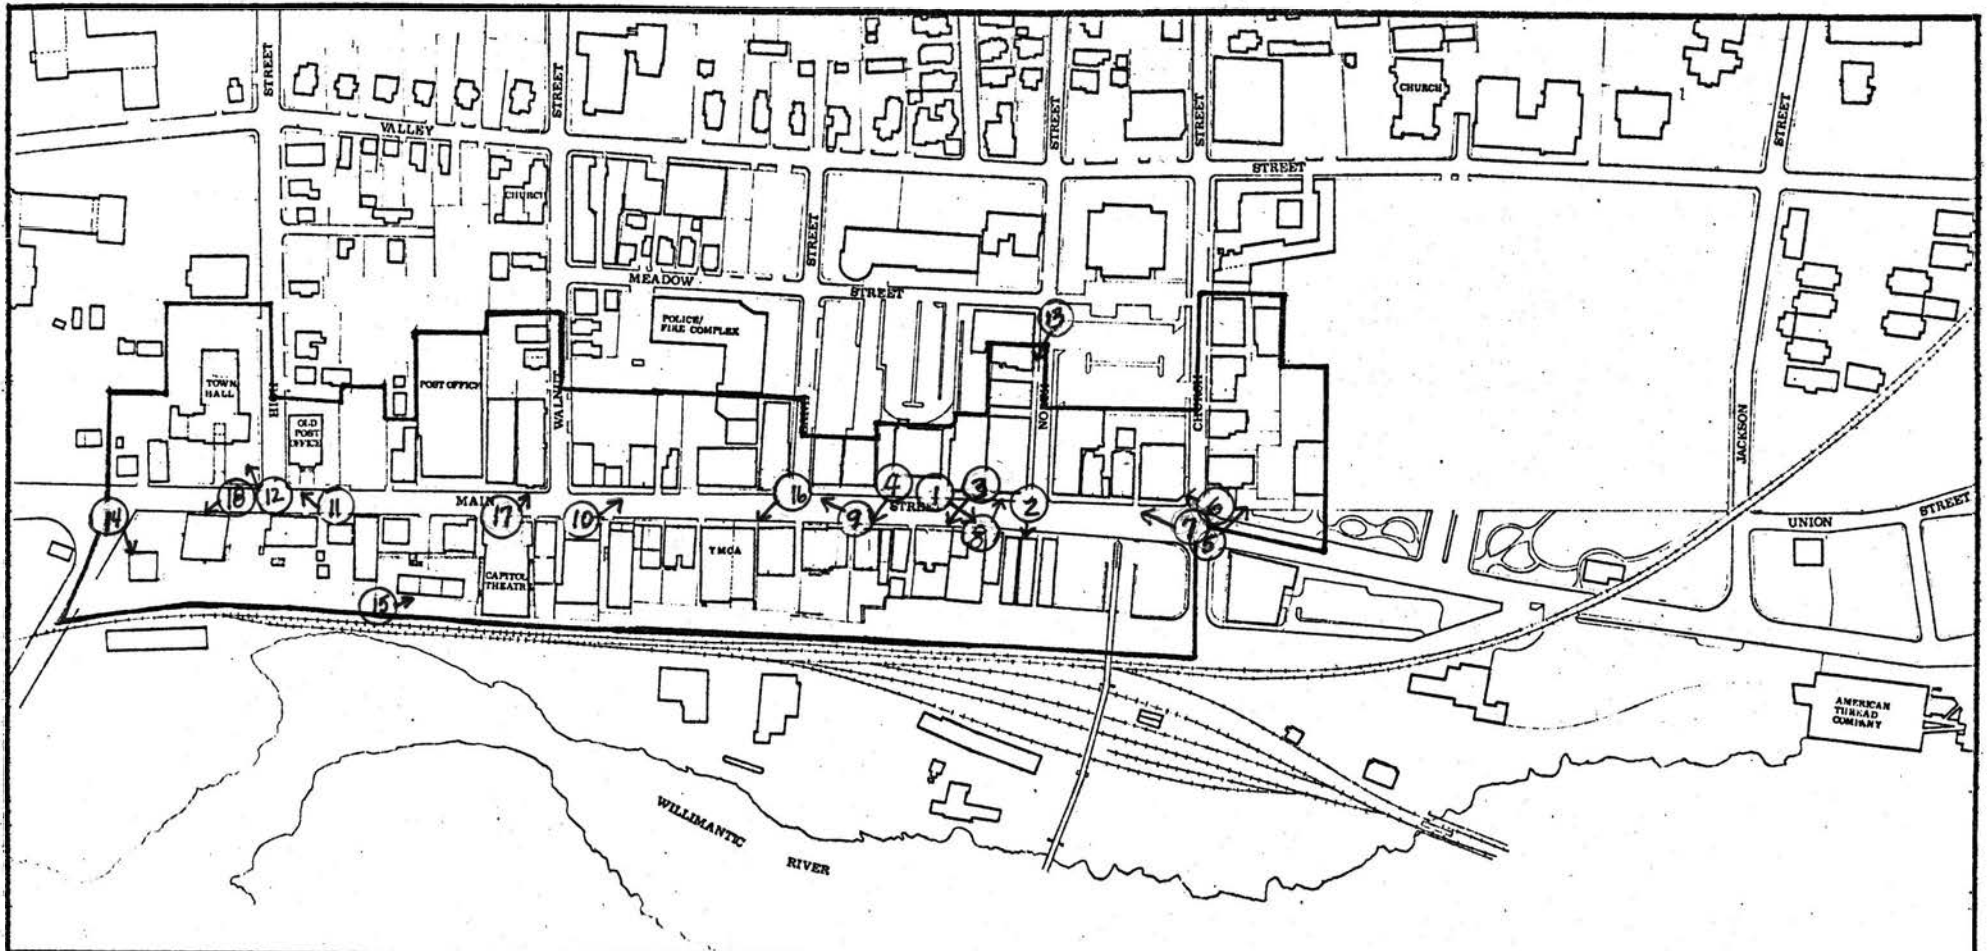 STREET
STREET
STREET
STREET
STREET
VALLEY
CHURCH
STREET
CHURCH
STREET
MEADOW
STREET
POLICE/
FIRE COMPLEX
13
TOWN
HALL
HIGH
OLD
POST
OFFICE
POST OFFICE
WALNUT
BANK
NORTH
CHURCH
JACKSON
14
18
12
11
MAIN
17
10
16
9
4
1
3
8
2
STREET
7
6
5
UNION
STREET
YMCA
CAPITOL
THEATRE
15
AMERICAN
THREAD
COMPANY
WILLIMANTIC
RIVER